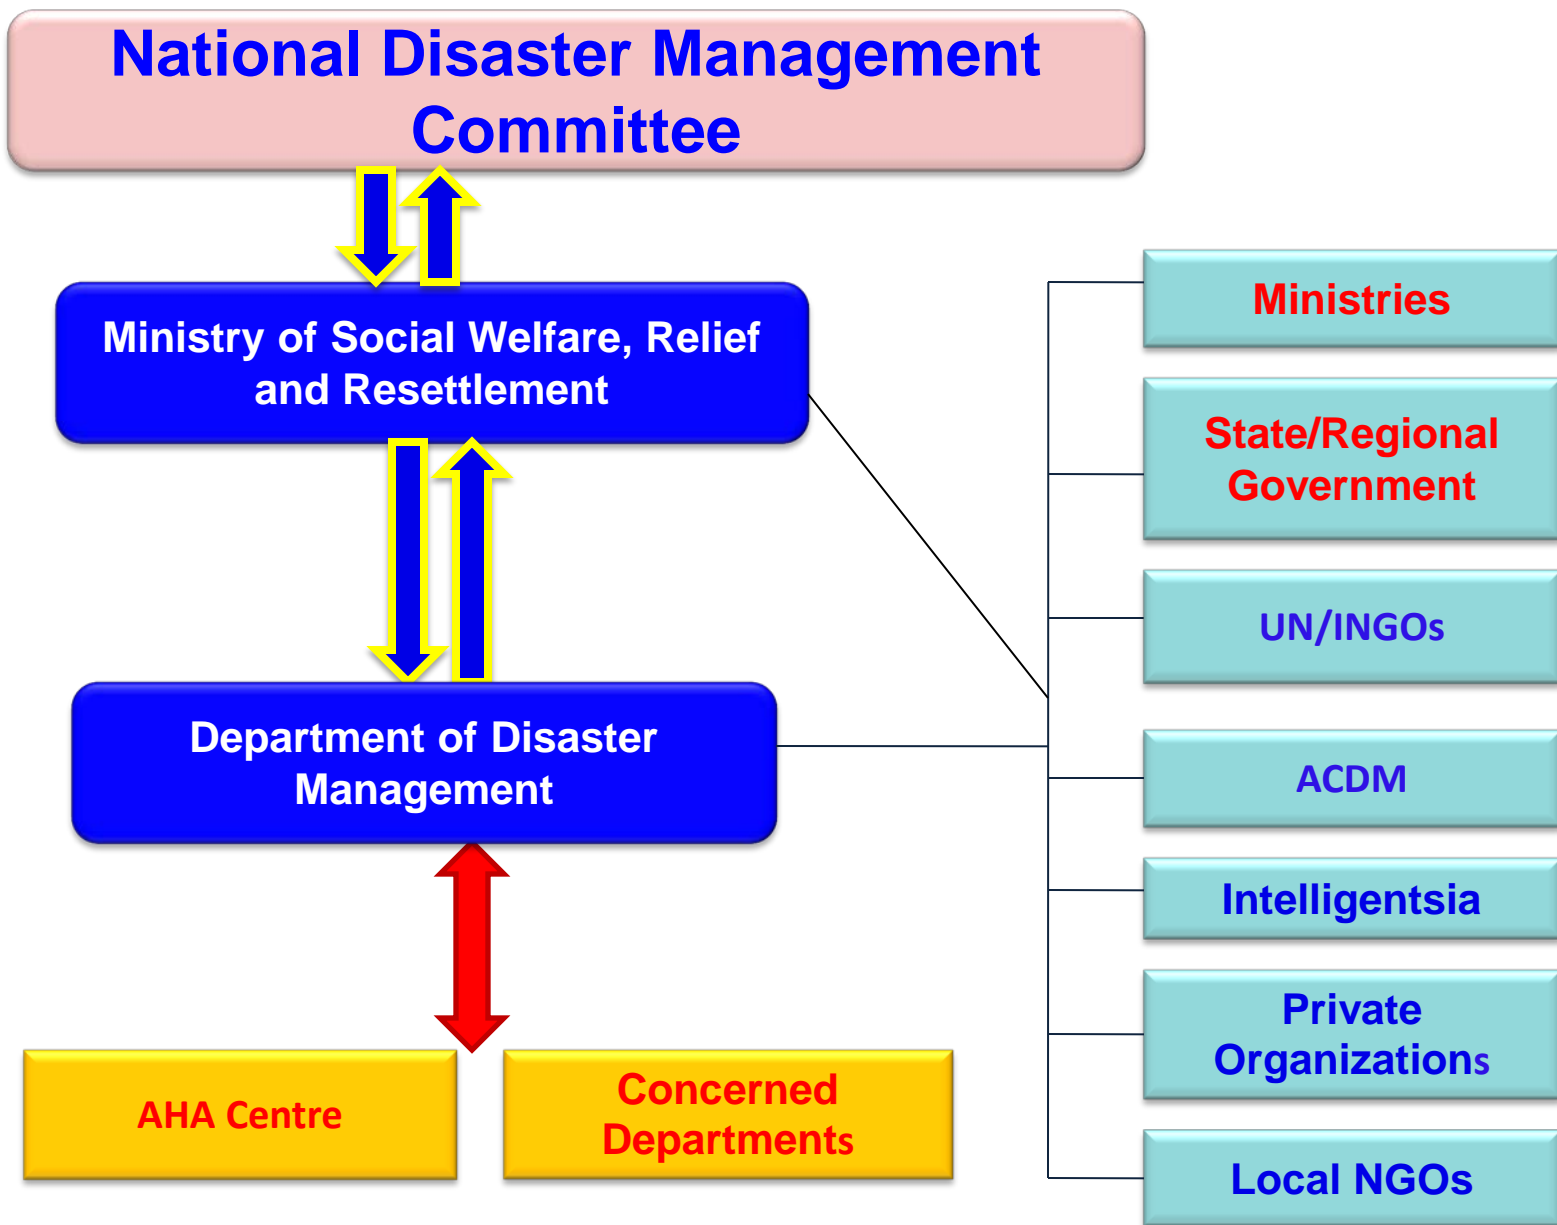 National Disaster Management
Committee
Ministry of Social Welfare, Relief
and Resettlement
Department of Disaster
Management
AHA Centre
Concerned
Departments
Ministries
State/Regional
Government
UN/INGOs
ACDM
Intelligentsia
Private
Organizations
Local NGOs